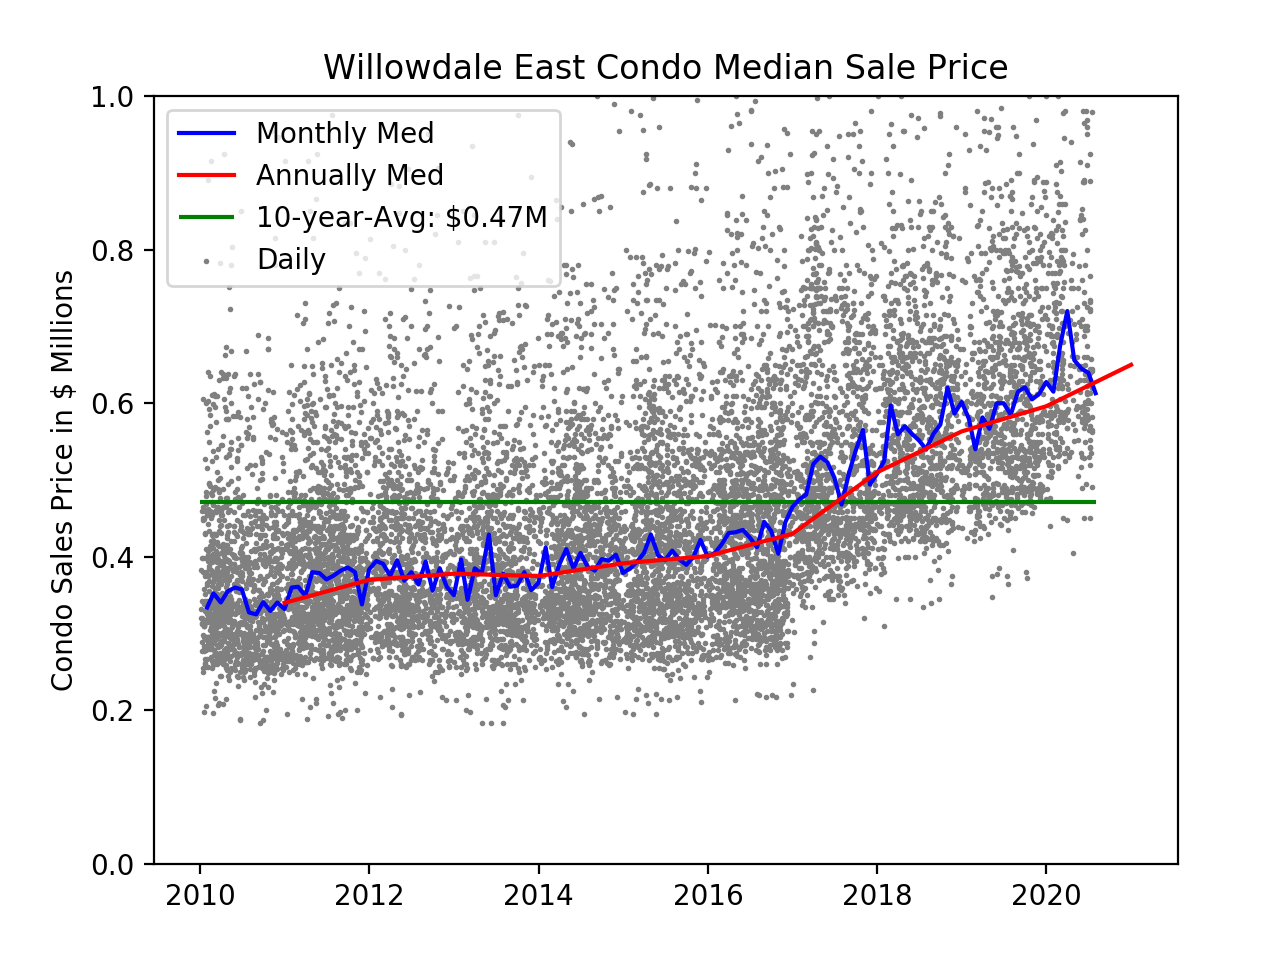 Willowdale East Condo Median Sale Price
Monthly Med
Annually Med
10-year-Avg: $0.47M
Daily
Condo Sales Price in $ Millions
1.0
0.8
0.6
0.4
0.2
0.0
2010 2012 2014 2016 2018 2020